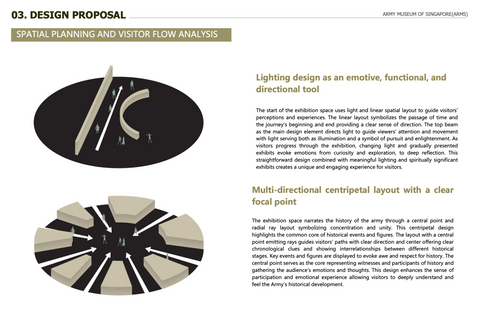 03. DESIGN PROPOSAL
ARMY MUSEUM OF SINGAPORE(ARMS)
SPATIAL PLANNING AND VISITOR FLOW ANALYSIS
Lighting design as an emotive, functional, and
directional tool
The start of the exhibition space uses light and linear spatial layout to guide visitors'
perceptions and experiences. The linear layout symbolizes the passage of time and
the journey's beginning and end providing a clear sense of direction. The top beam
as the main design element directs light to guide viewers' attention and movement
with light serving both as illumination and a symbol of pursuit and enlightenment. As
visitors progress through the exhibition, changing light and gradually presented
exhibits evoke emotions from curiosity and exploration, to deep reflection. This
straightforward design combined with meaningful lighting and spiritually significant
exhibits creates a unique and engaging experience for visitors.
Multi-directional centripetal layout with a clear
focal point
The exhibition space narrates the history of the army through a central point and
radial ray layout symbolizing concentration and unity. This centripetal design
highlights the common core of historical events and figures. The layout with a central
point emitting rays guides visitors' paths with clear direction and center offering clear
chronological clues and showing interrelationships between different historical
stages. Key events and figures are displayed to evoke awe and respect for history. The
central point serves as the core representing witnesses and participants of history and
gathering the audience's emotions and thoughts. This design enhances the sense of
participation and emotional experience allowing visitors to deeply understand and
feel the Army's historical development.